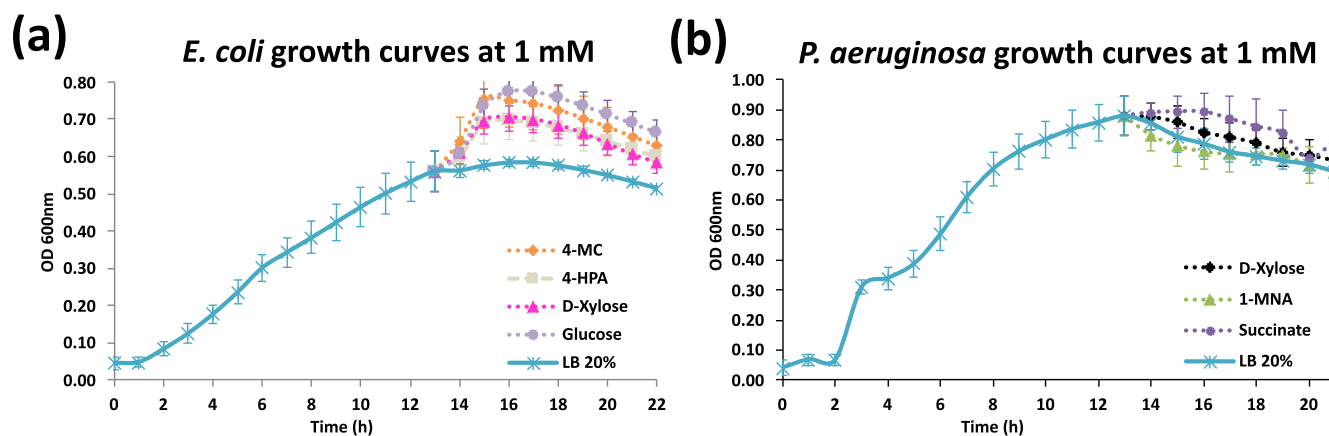 (a)
E. coli growth curves at 1 mM
0.80
0.70
0.60
0.50
0.40
0.30
0.20
0.10
0.00
OD 600nm
4-MC
4-HPA
D-Xylose
Glucose
LB 20%
0 2 4 6 8 10 12 14 16 18 20 22
Time (h)
(b)
P. aeruginosa growth curves at 1 mM
1.00
0.90
0.80
0.70
0.60
0.50
0.40
0.30
0.20
0.10
0.00
OD 600nm
D-Xylose
1-MNA
Succinate
LB 20%
0 2 4 6 8 10 12 14 16 18 20
Time (h)